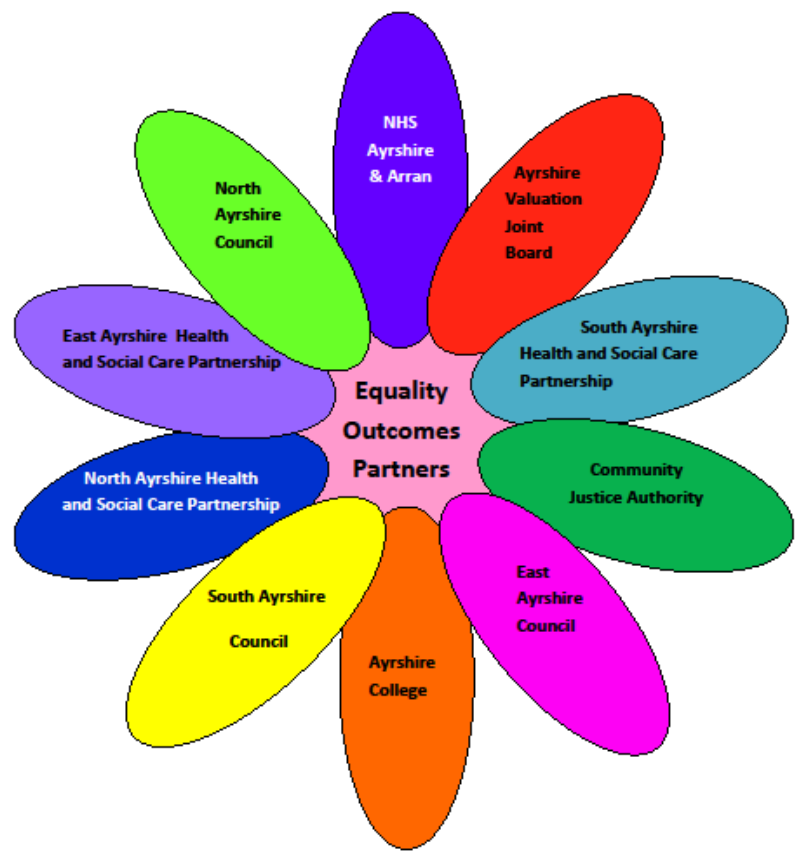 NHS
Ayrshire
& Arran
Ayrshire
Valuation
Joint
Board
South Ayrshire
Health and Social Care
Partnership
Community
Justice Authority
East
Ayrshire
Council
Ayrshire
College
South Ayrshire
Council
North Ayrshire Health
and Social Care Partnership
East Ayrshire Health
and Social Care Partnership
North
Ayrshire
Council
Equality
Outcomes
Partners